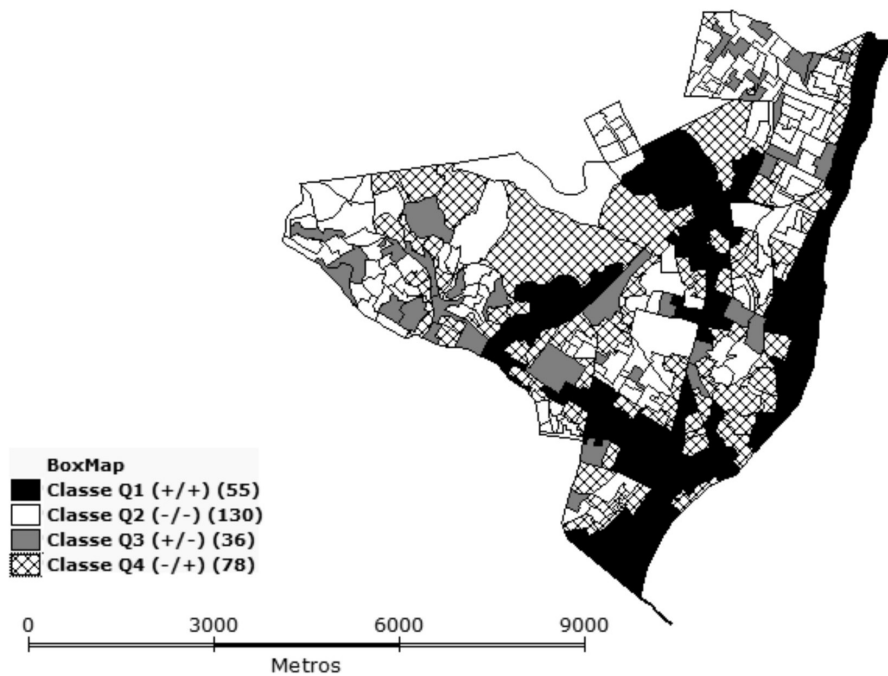 BoxMap
Classe Q1 (+/+) (55)
Classe Q2 (-/-) (130)
Classe Q3 (+/-) (36)
Classe Q4 (-/+) (78)
0 3000 6000 9000
Metros